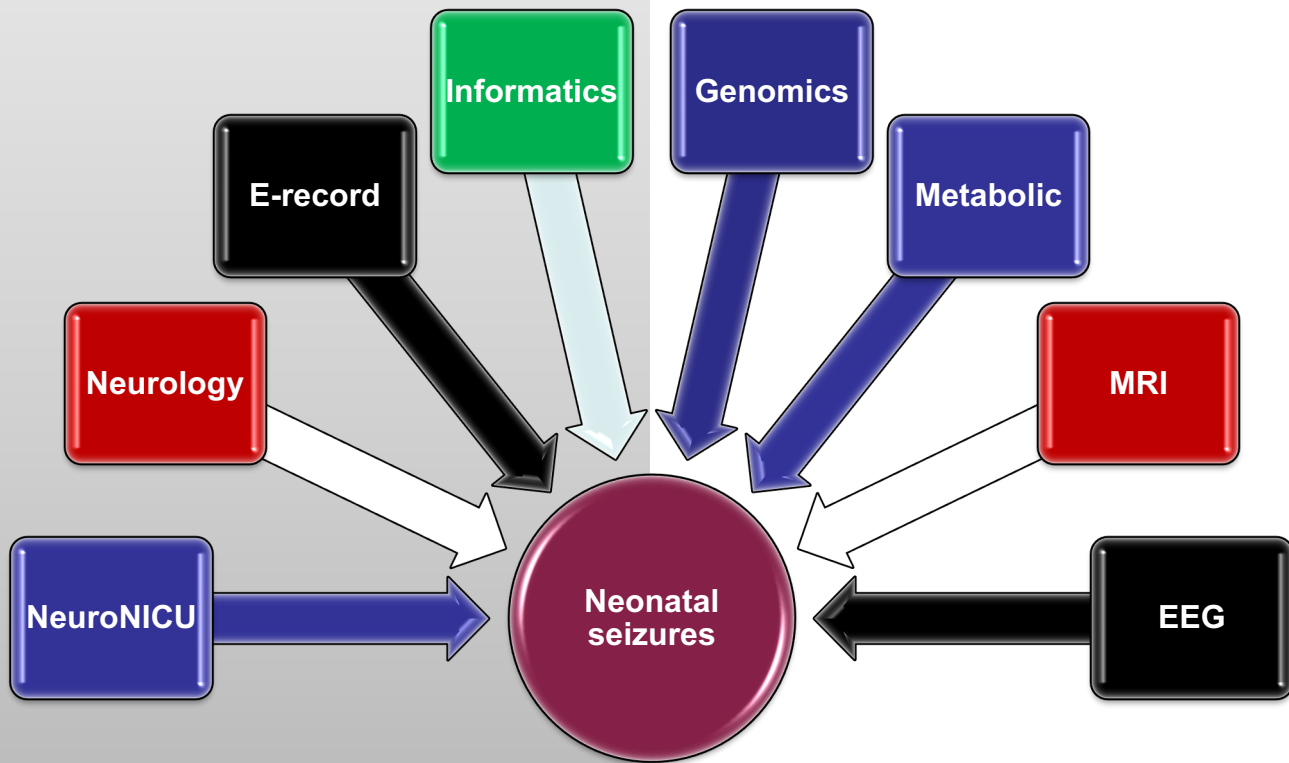 Informatics
Genomics
E-record
Metabolic
Neurology
MRI
NeuroNICU
Neonatal
seizures
EEG